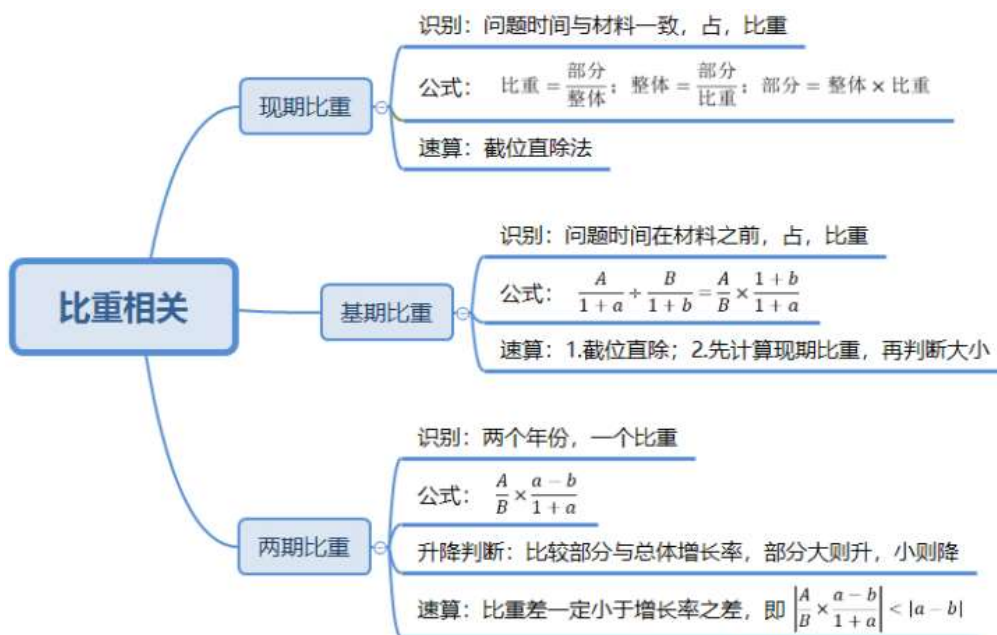 比重相关
现期比重
识别：问题时间与材料一致，占，比重
公式： 比重 = 部分/整体；整体 = 部分/比重；部分 = 整体 × 比重
速算：截位直除法
基期比重
识别：问题时间在材料之前，占，比重
公式： A/(1 + a) ÷ B/(1 + b) = A/B × (1 + b)/(1 + a)
速算：1.截位直除；2.先计算现期比重，再判断大小
两期比重
识别：两个年份，一个比重
公式： A/B × (a − b)/(1 + a)
升降判断：比较部分与总体增长率，部分大则升，小则降
速算：比重差一定小于增长率之差，即 |A/B × (a − b)/(1 + a)| < |a − b|